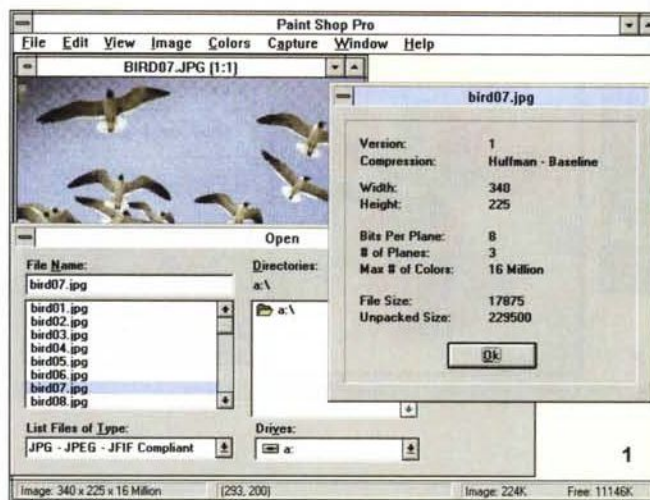 Paint Shop Pro
File Edit View Image Colors Capture Window Help
BIRD07.JPG (1:1)
bird07.jpg
Version: 1
Compression: Huffman - Baseline
Width: 340
Height: 225
Bits Per Plane: 8
# of Planes: 3
Max # of Colors: 16 Million
File Size: 17875
Unpacked Size: 229500
Ok
Open
File Name:
bird07.jpg
bird01.jpg
bird02.jpg
bird03.jpg
bird04.jpg
bird05.jpg
bird06.jpg
bird07.jpg
bird08.jpg
Directories:
a:\
a:\
List Files of Type:
JPG - JPEG - JFIF Compliant
Drives:
a:
1
Image: 340 x 225 x 16 Million (293, 200) Image: 224K Free: 11146K